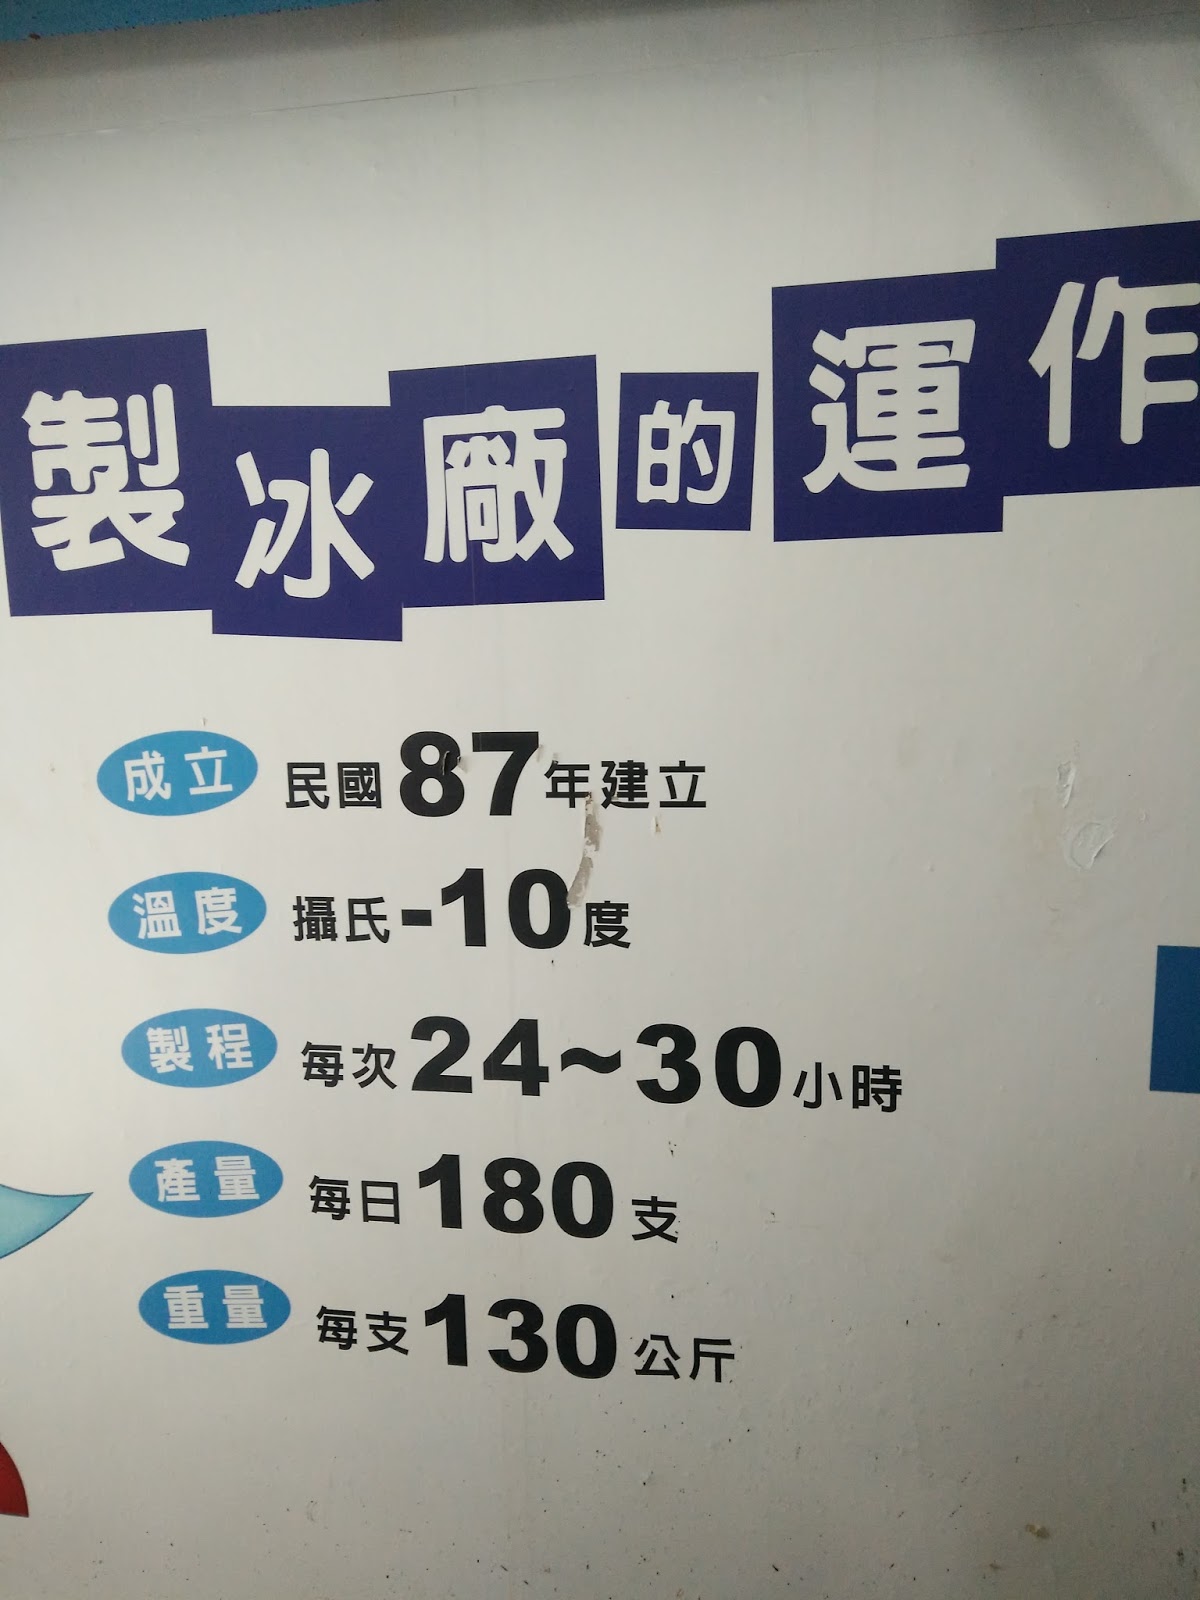 製冰廠的運作
成立 民國87年建立
溫度 攝氏-10度
製程 每次24~30小時
產量 每日180支
重量 每支130公斤